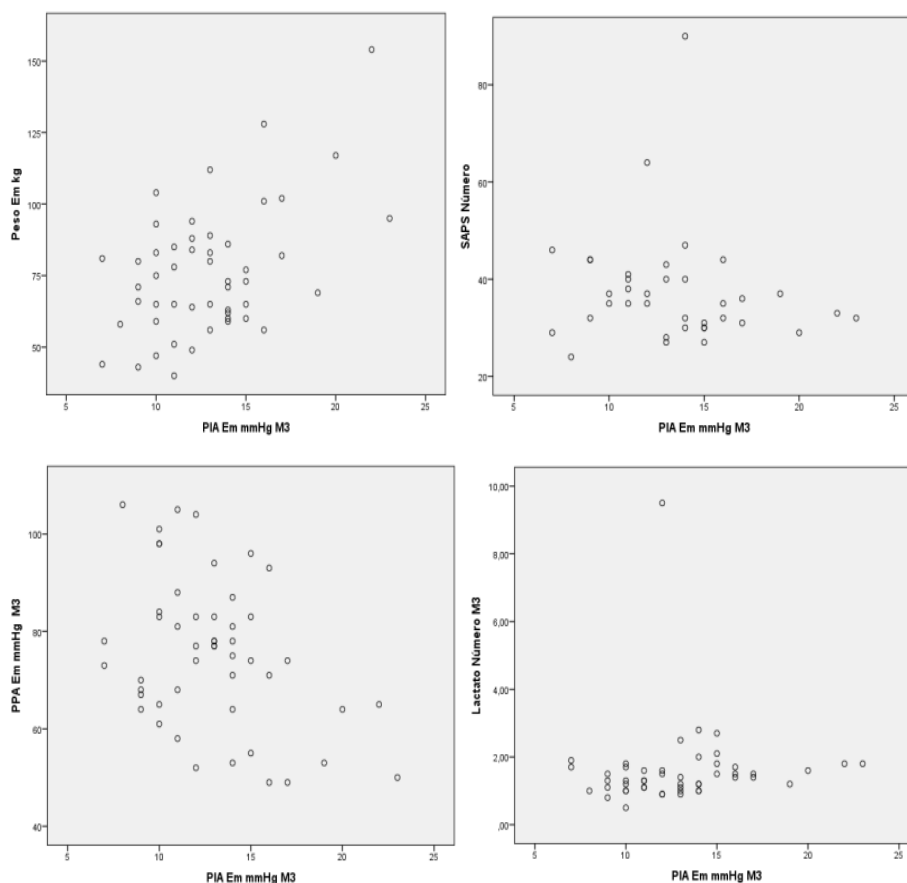 150
125
100
75
50
Peso Em kg
5 10 15 20 25
PIA Em mmHg M3
80
60
40
20
SAPS Número
5 10 15 20 25
PIA Em mmHg M3
100
80
60
40
PPA Em mmHg M3
5 10 15 20 25
PIA Em mmHg M3
10,00
8,00
6,00
4,00
2,00
,00
Lactato Número M3
5 10 15 20 25
PIA Em mmHg M3